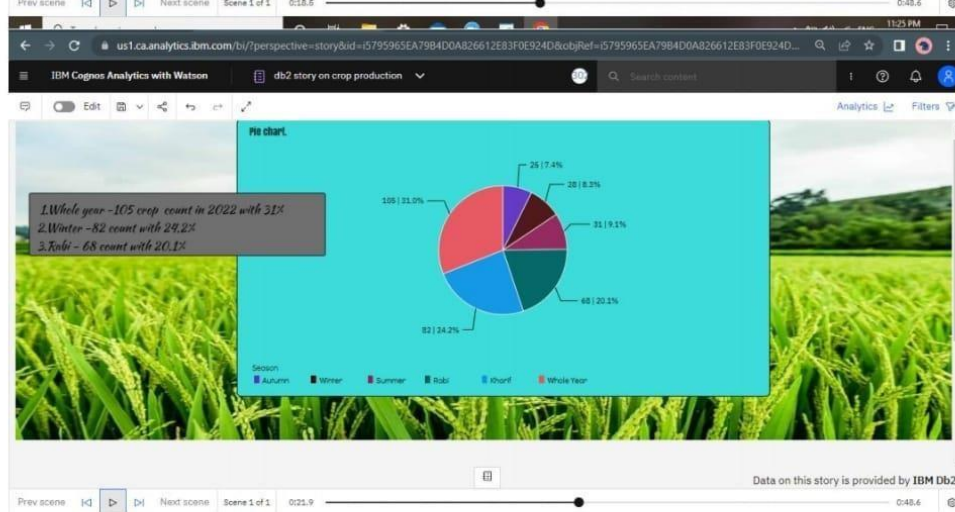 Prev scene Next scene Scene 1 of 1 0:18.6 0:48.6
11:25 PM
us1.ca.analytics.ibm.com/bi/?perspective=story&id=i5795965EA79B4D0A826612E83F0E924D&objRef=i5795965EA79B4D0A826612E83F0E924D...
IBM Cognos Analytics with Watson db2 story on crop production Search content
Edit Analytics Filters
Pie chart.
25 | 7.4%
28 | 8.3%
105 | 31.0%
31 | 9.1%
1.Whole year -105 crop count in 2022 with 31%
2.Winter -82 count with 24.2%
3.Rabi - 68 count with 20.1%
68 | 20.1%
82 | 24.2%
Season
Autumn Winter Summer Rabi Kharif Whole Year
Data on this story is provided by IBM Db2
Prev scene Next scene Scene 1 of 1 0:21.9 0:48.6